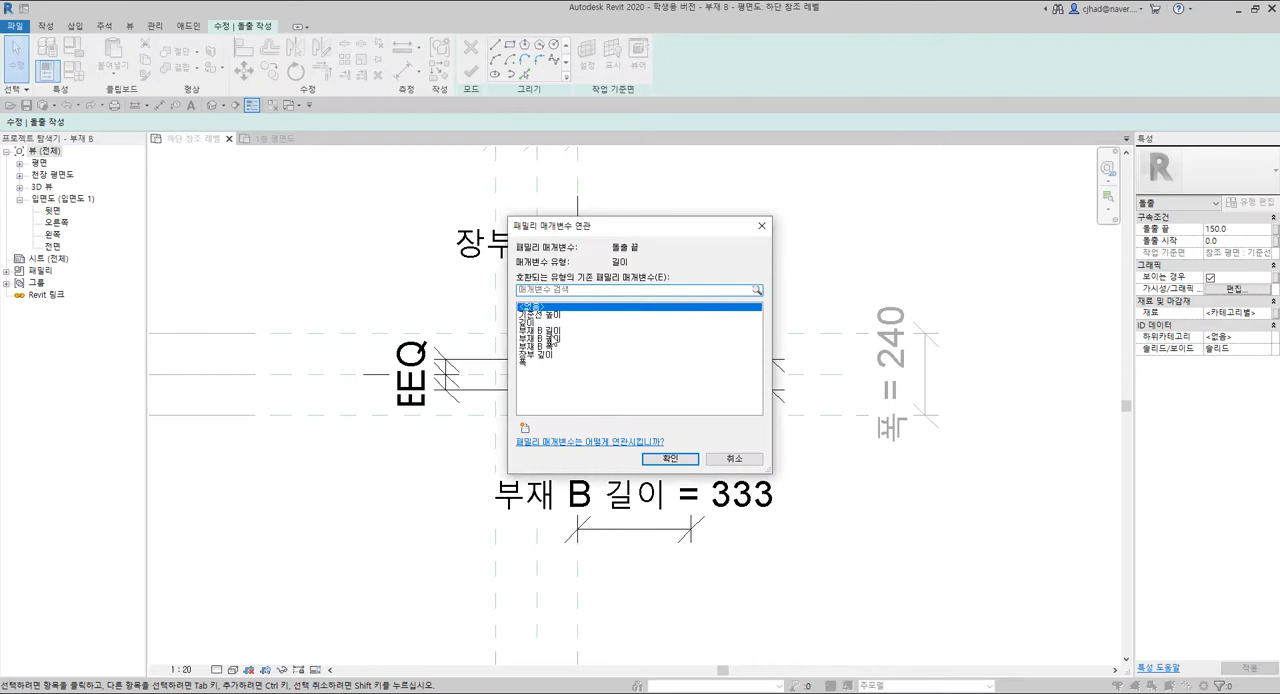 Autodesk Revit 2020 - 학생용 버전 - 부재 B - 평면도: 하단 참조 레벨
cjhad@naver....
파일 작성 삽입 주석 뷰 관리 애드인 수정 | 돌출 작성
수정
붙여넣기
절단
결합
설정 표시 뷰어
선택 특성 클립보드 형상 수정 측정 작성 모드 그리기 작업 기준면
수정 | 돌출 작성
프로젝트 탐색기 - 부재 B
뷰 (전체)
평면
천장 평면도
3D 뷰
입면도 (입면도 1)
뒷면
오른쪽
왼쪽
전면
시트 (전체)
패밀리
그룹
Revit 링크
하단 참조 레벨
1층 평면도
장부
EEQ
폭 = 240
부재 B 길이 = 333
패밀리 매개변수 연관
패밀리 매개변수: 돌출 끝
매개변수 유형: 길이
호환되는 유형의 기존 패밀리 매개변수(E):
매개변수 검색
<없음>
기준선 높이
길이
부재 B 길이
부재 B 폭
장부 깊이
폭
패밀리 매개변수는 어떻게 연관시킵니까?
확인 취소
특성
돌출 유형 편집
구속조건
돌출 끝 150.0
돌출 시작 0.0
작업 기준면 참조 평면 : 기준선
그래픽
보이는 경우
가시성/그래픽 ... 편집...
재료 및 마감재
재료 <카테고리별>
ID 데이터
하위카테고리 <없음>
솔리드/보이드 솔리드
특성 도움말 적용
1 : 20
선택하려면 항목을 클릭하고, 다른 항목을 선택하려면 Tab 키, 추가하려면 Ctrl 키, 선택 취소하려면 Shift 키를 누르십시오.
:0 주모델 :0